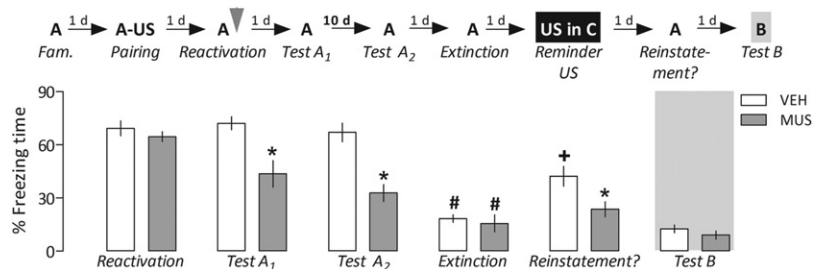 A 1 d A-US 1 d A 1 d A 10 d A 1 d A 1 d US in C 1 d A 1 d B
Fam. Pairing Reactivation Test A1 Test A2 Extinction Reminder Reinstate- Test B
US ment?
90
VEH
MUS
60
30
0
% Freezing time
* * # # + *
Reactivation Test A1 Test A2 Extinction Reinstatement? Test B